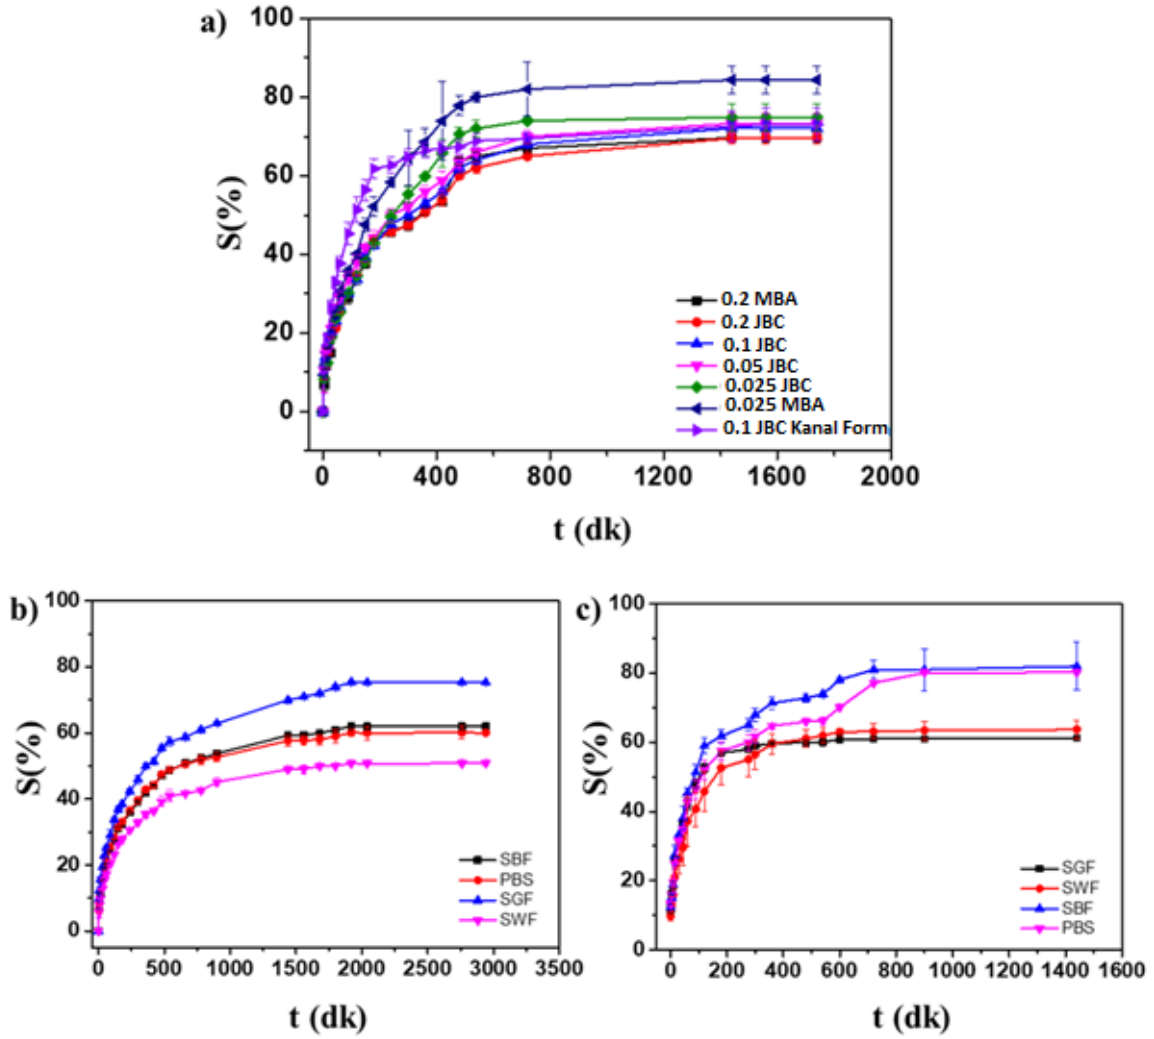 a)
100
80
60
40
20
0
S(%)
0.2 MBA
0.2 JBC
0.1 JBC
0.05 JBC
0.025 JBC
0.025 MBA
0.1 JBC Kanal Form
0 400 800 1200 1600 2000
t (dk)
b)
100
80
60
40
20
0
S(%)
SBF
PBS
SGF
SWF
0 500 1000 1500 2000 2500 3000 3500
t (dk)
c)
100
80
60
40
20
0
S(%)
SGF
SWF
SBF
PBS
0 200 400 600 800 1000 1200 1400 1600
t (dk)